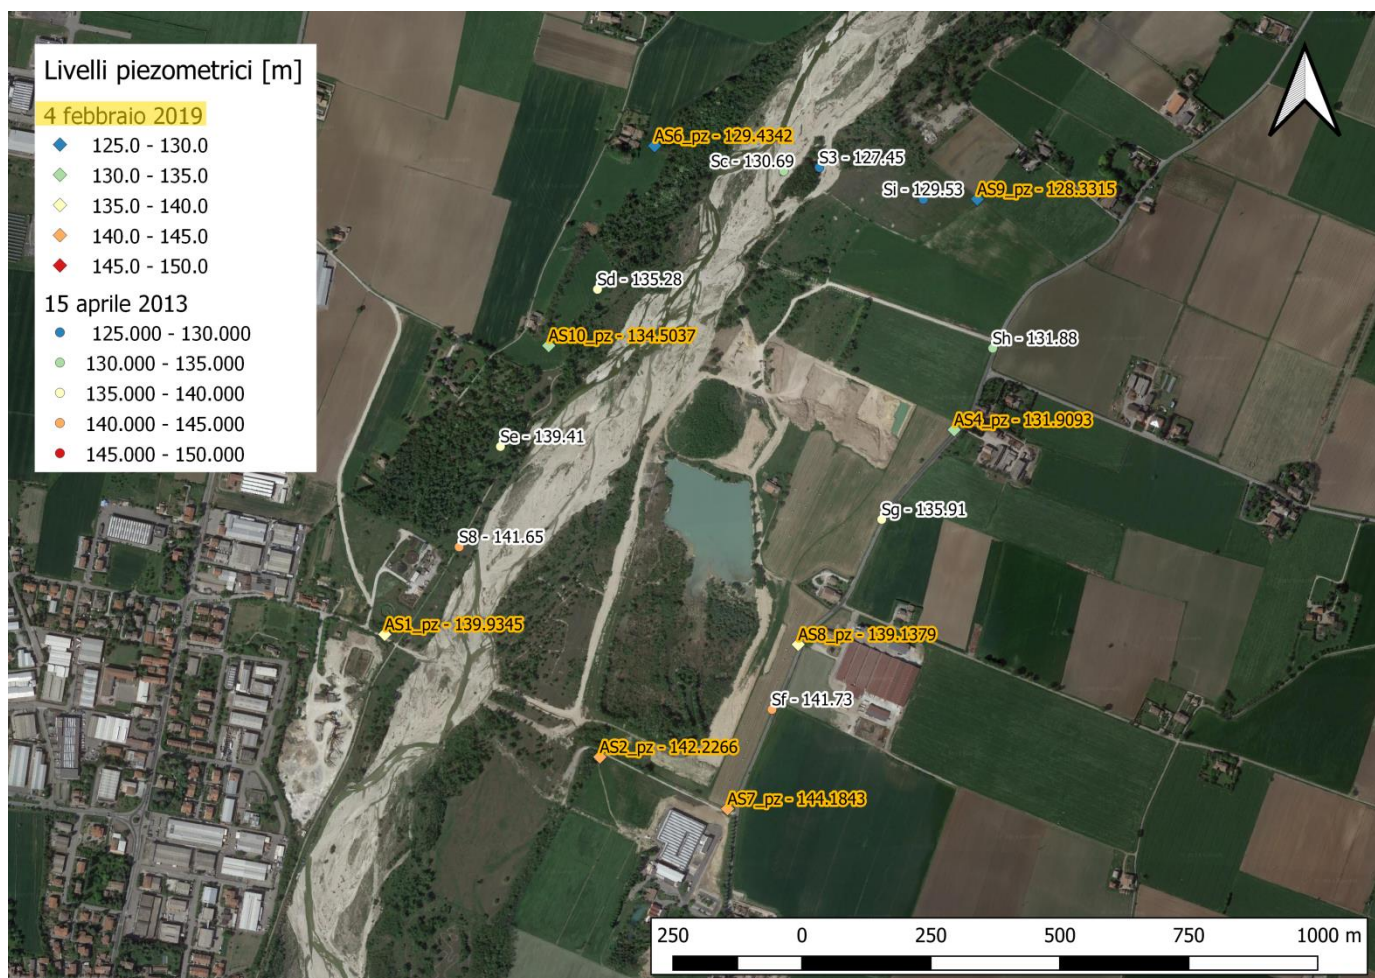 Livelli piezometrici [m]
4 febbraio 2019
125.0 - 130.0
130.0 - 135.0
135.0 - 140.0
140.0 - 145.0
145.0 - 150.0
15 aprile 2013
125.000 - 130.000
130.000 - 135.000
135.000 - 140.000
140.000 - 145.000
145.000 - 150.000
AS6_pz - 129.4342
Sc - 130.69
S3 - 127.45
Si - 129.53
AS9_pz - 128.3315
Sd - 135.28
AS10_pz - 134.5037
Sh - 131.88
AS4_pz - 131.9093
Se - 139.41
Sg - 135.91
S8 - 141.65
AS1_pz - 139.9345
AS8_pz - 139.1379
Sf - 141.73
AS2_pz - 142.2266
AS7_pz - 144.1843
250 0 250 500 750 1000 m